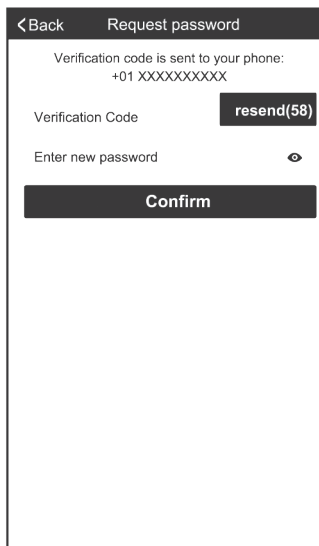 Back Request password
Verification code is sent to your phone:
+01 XXXXXXXXXX
Verification Code resend(58)
Enter new password
Confirm